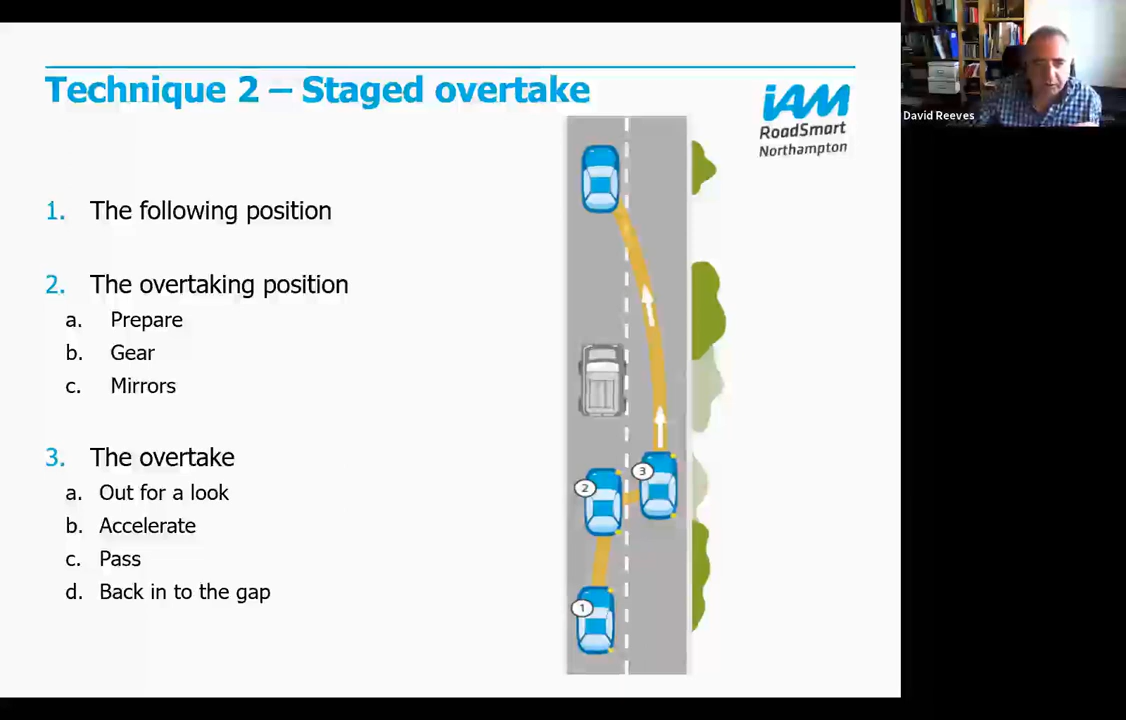 Technique 2 – Staged overtake
iAM
RoadSmart
Northampton
David Reeves
1. The following position
2. The overtaking position
a. Prepare
b. Gear
c. Mirrors
3. The overtake
a. Out for a look
b. Accelerate
c. Pass
d. Back in to the gap
3
2
1